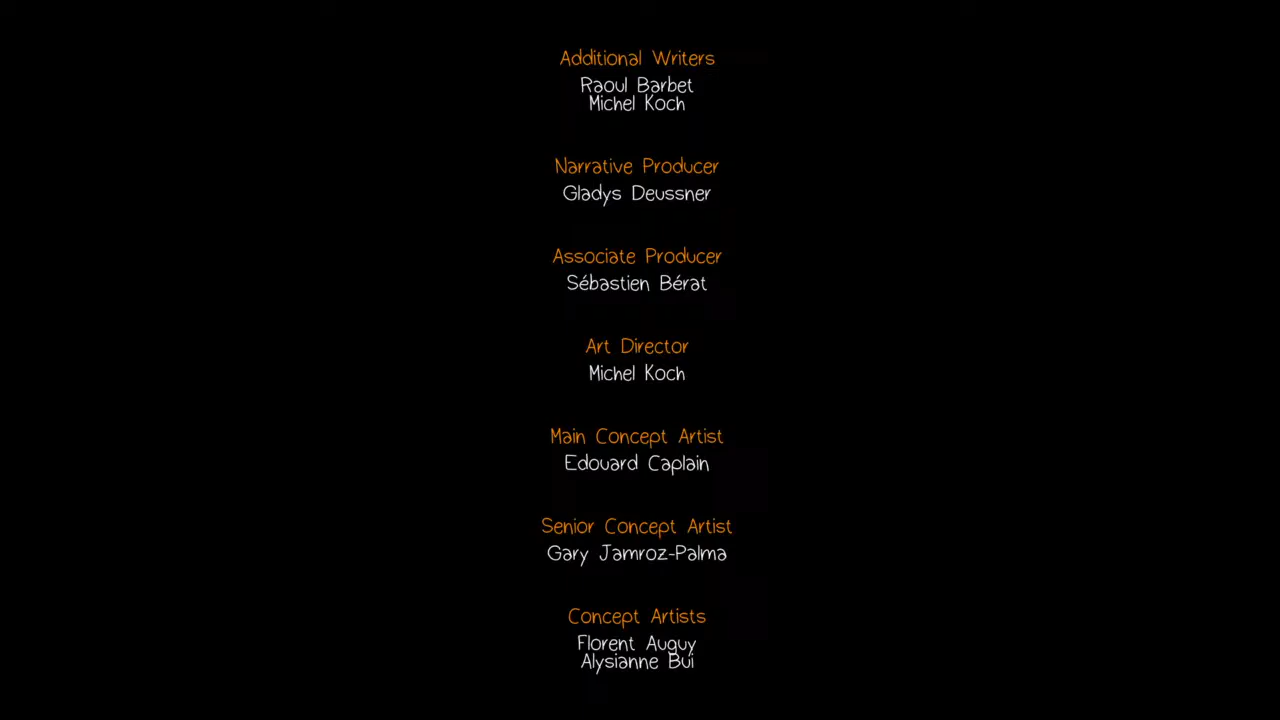 Additional Writers
Raoul Barbet
Michel Koch
Narrative Producer
Gladys Deussner
Associate Producer
Sébastien Bérat
Art Director
Michel Koch
Main Concept Artist
Edouard Caplain
Senior Concept Artist
Gary Jamroz-Palma
Concept Artists
Florent Auguy
Alysianne Bui